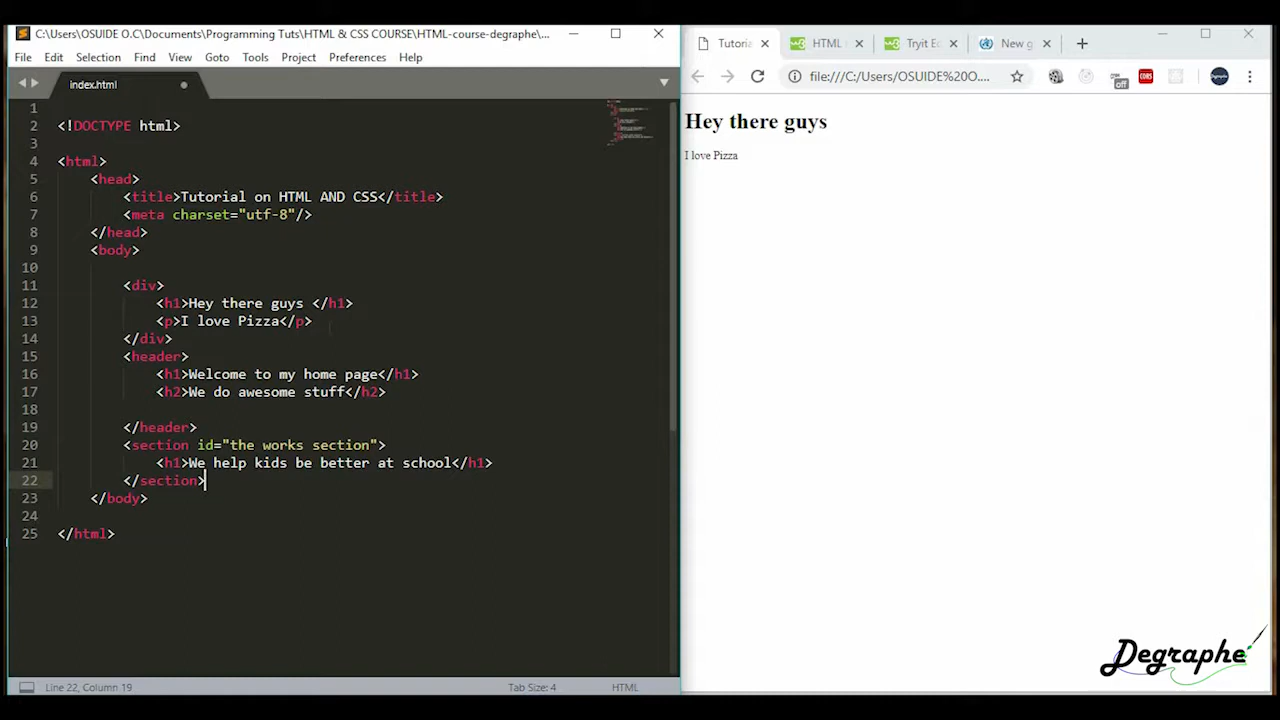 C:\Users\OSUIDE O.C\Documents\Programming Tuts\HTML & CSS COURSE\HTML-course-degraphe\...
File Edit Selection Find View Goto Tools Project Preferences Help
index.html
1
2 <!DOCTYPE html>
3
4 <html>
5 <head>
6 <title>Tutorial on HTML AND CSS</title>
7 <meta charset="utf-8"/>
8 </head>
9 <body>
10
11 <div>
12 <h1>Hey there guys </h1>
13 <p>I love Pizza</p>
14 </div>
15 <header>
16 <h1>Welcome to my home page</h1>
17 <h2>We do awesome stuff</h2>
18
19 </header>
20 <section id="the works section">
21 <h1>We help kids be better at school</h1>
22 </section>
23 </body>
24
25 </html>
Line 22, Column 19 Tab Size: 4 HTML
Tutoria HTML Tryit Ec New g
file:///C:/Users/OSUIDE%20O.... off CORS
Hey there guys
I love Pizza
Degraphe